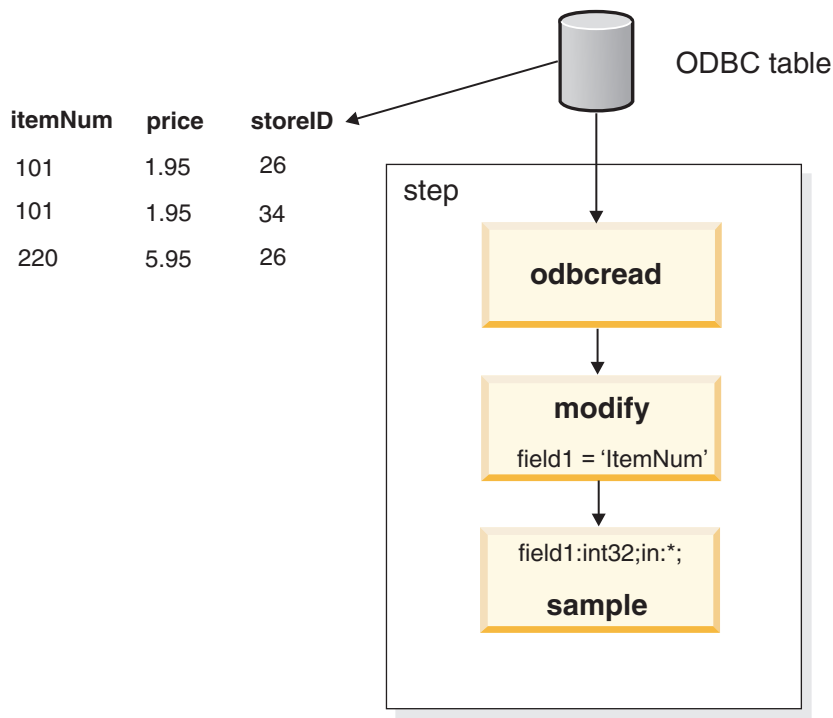 ODBC table
itemNum price storeID
101 1.95 26
101 1.95 34
220 5.95 26
step
odbcread
modify
field1 = ‘ItemNum’
field1:int32;in:*;
sample